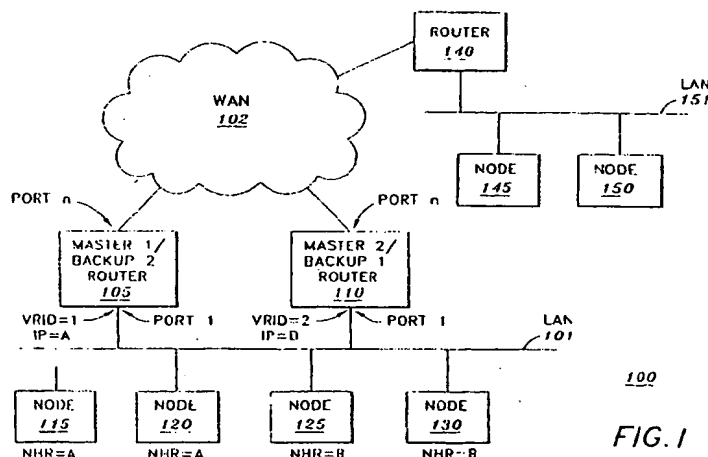 ROUTER
140
LAN
151
WAN
102
NODE
145
NODE
150
PORT n
PORT n
MASTER 1/
BACKUP 2
ROUTER
105
MASTER 2/
BACKUP 1
ROUTER
110
VRID=1
IP=A
PORT 1
VRID=2
IP=B
PORT 1
LAN
101
NODE
115
NODE
120
NODE
125
NODE
130
100
NHR=A
NHR=A
NHR=B
NHR=B
FIG. 1